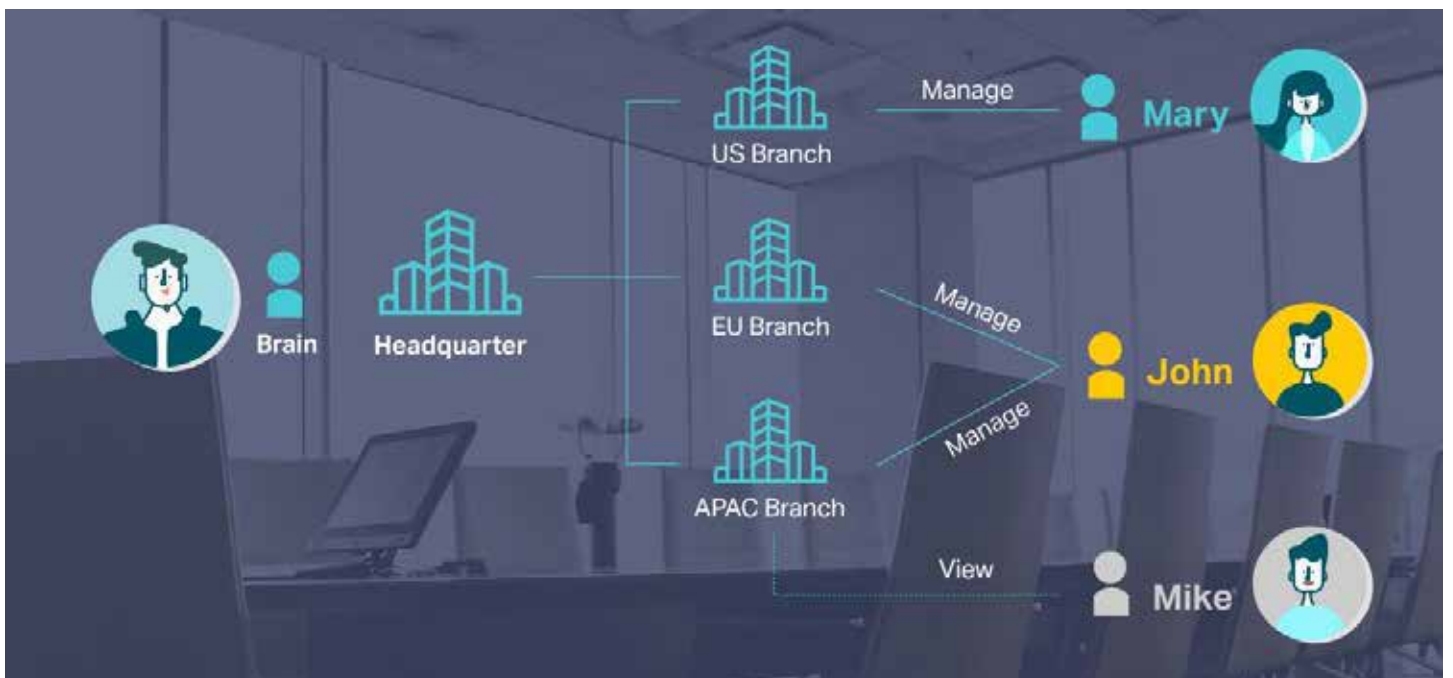 Manage
Mary
US Branch
Brain
Headquarter
EU Branch
Manage
John
Manage
APAC Branch
View
Mike